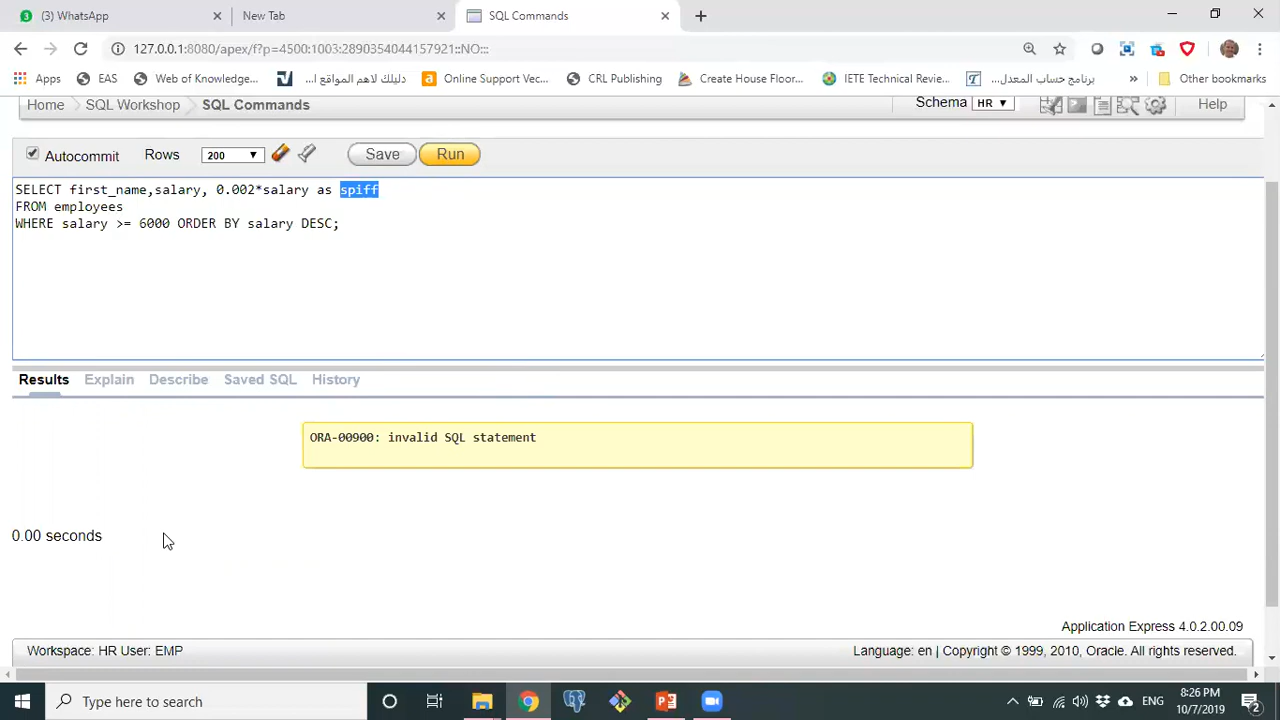 (3) WhatsApp
New Tab
SQL Commands
127.0.0.1:8080/apex/f?p=4500:1003:2890354044157921::NO:::
Apps
EAS
Web of Knowledge...
دليلك لاهم المواقع ا...
Online Support Vec...
CRL Publishing
Create House Floor...
IETE Technical Revie...
برنامج حساب المعدل...
»
Other bookmarks
Home
SQL Workshop
SQL Commands
Schema HR
Help
Autocommit
Rows 200
Save
Run
SELECT first_name,salary, 0.002*salary as spiff
FROM employees
WHERE salary >= 6000 ORDER BY salary DESC;
Results
Explain
Describe
Saved SQL
History
ORA-00900: invalid SQL statement
0.00 seconds
Application Express 4.0.2.00.09
Workspace: HR User: EMP
Language: en | Copyright © 1999, 2010, Oracle. All rights reserved.
Type here to search
ENG
8:26 PM
10/7/2019
2